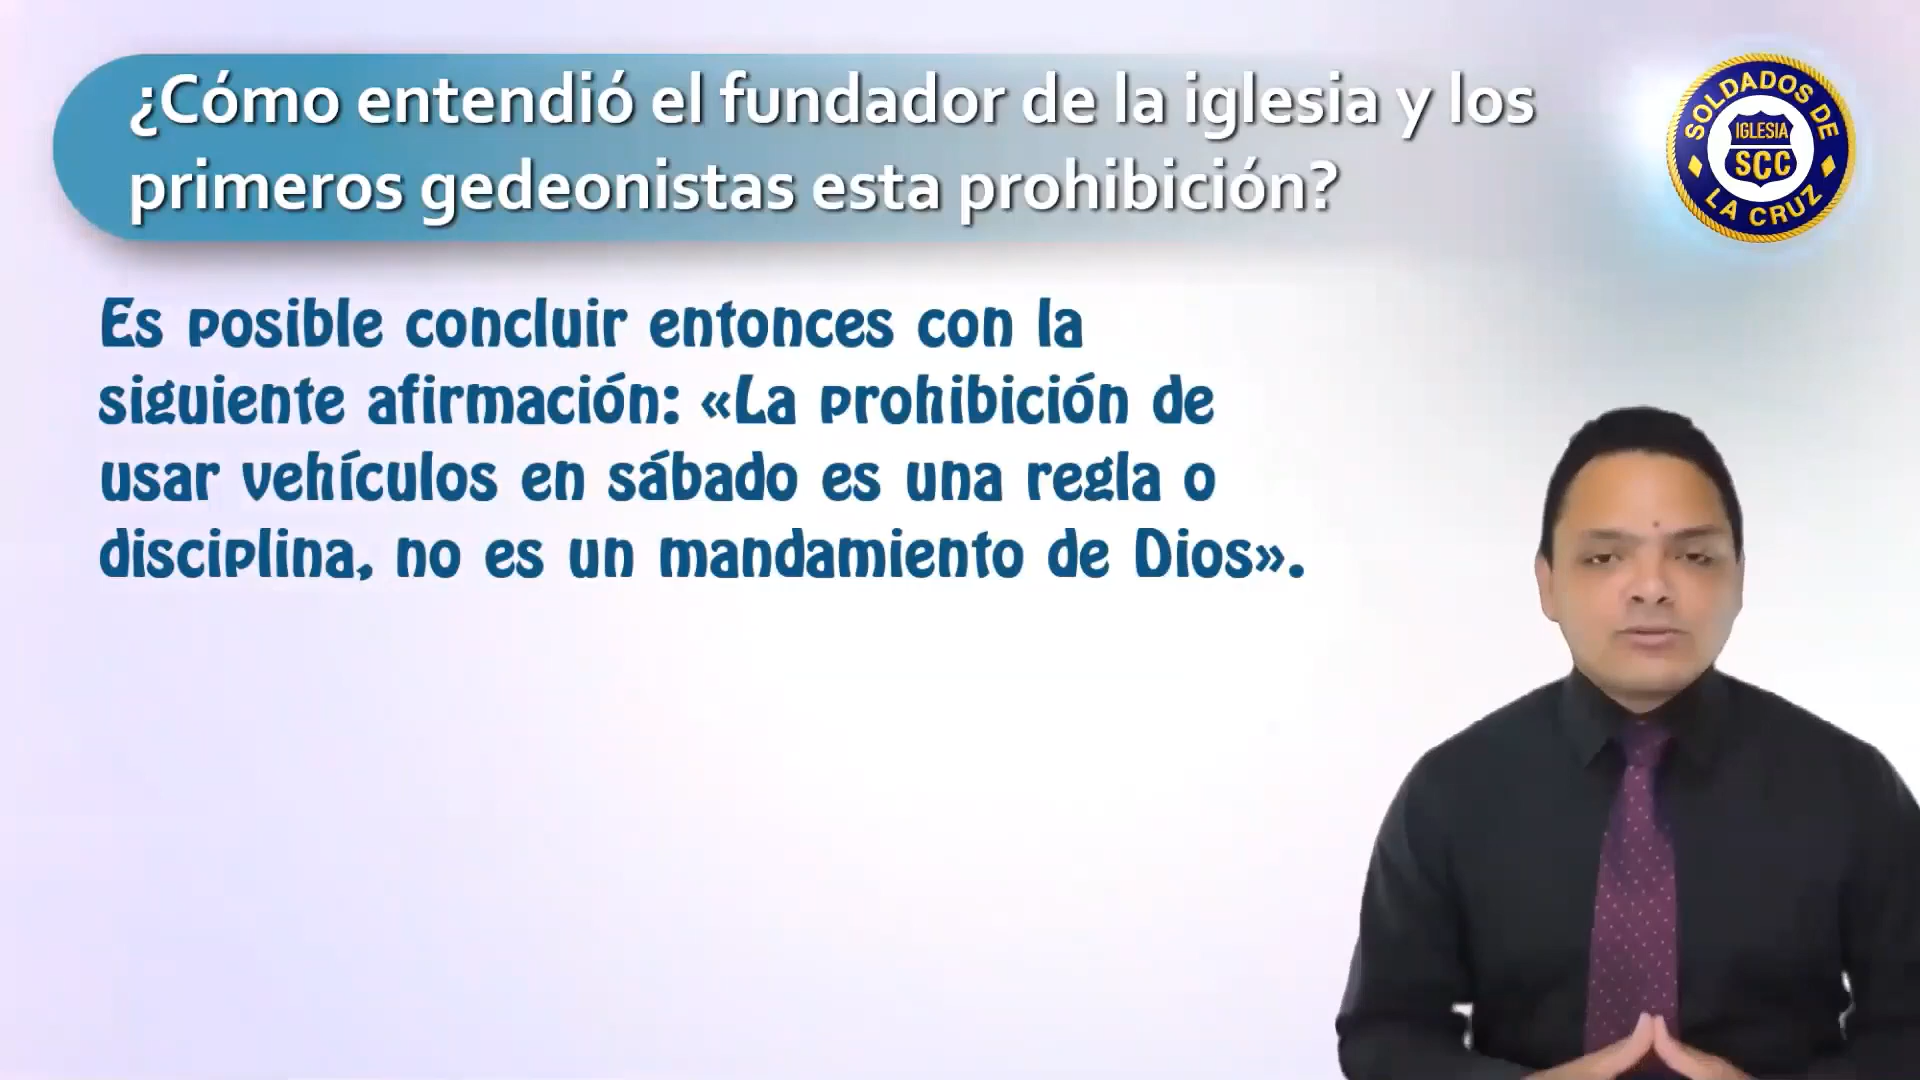 ¿Cómo entendió el fundador de la iglesia y los
primeros gedeonistas esta prohibición?
SOLDADOS DE
IGLESIA
SCC
LA CRUZ
Es posible concluir entonces con la
siguiente afirmación: «La prohibición de
usar vehículos en sábado es una regla o
disciplina, no es un mandamiento de Dios».